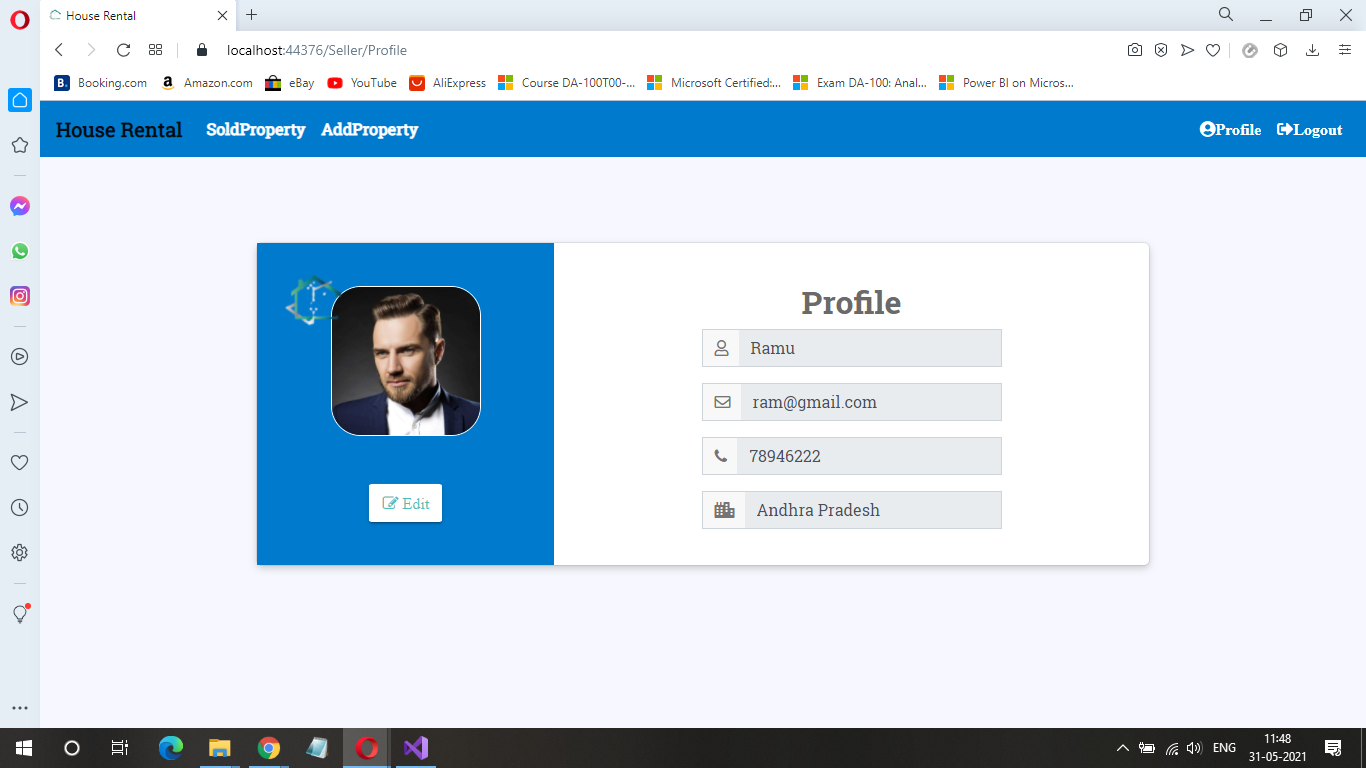 House Rental
localhost:44376/Seller/Profile
B. Booking.com a Amazon.com eBay YouTube AliExpress Course DA-100T00-... Microsoft Certified:... Exam DA-100: Anal... Power BI on Micros...
House Rental SoldProperty AddProperty Profile Logout
Profile
Ramu
ram@gmail.com
78946222
Edit
Andhra Pradesh
ENG 11:48
31-05-2021